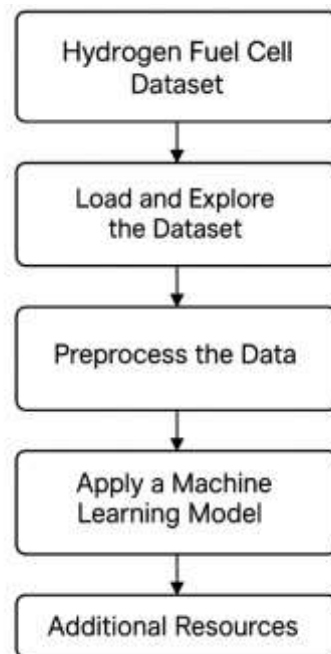 Hydrogen Fuel Cell
Dataset
Load and Explore
the Dataset
Preprocess the Data
Apply a Machine
Learning Model
Additional Resources